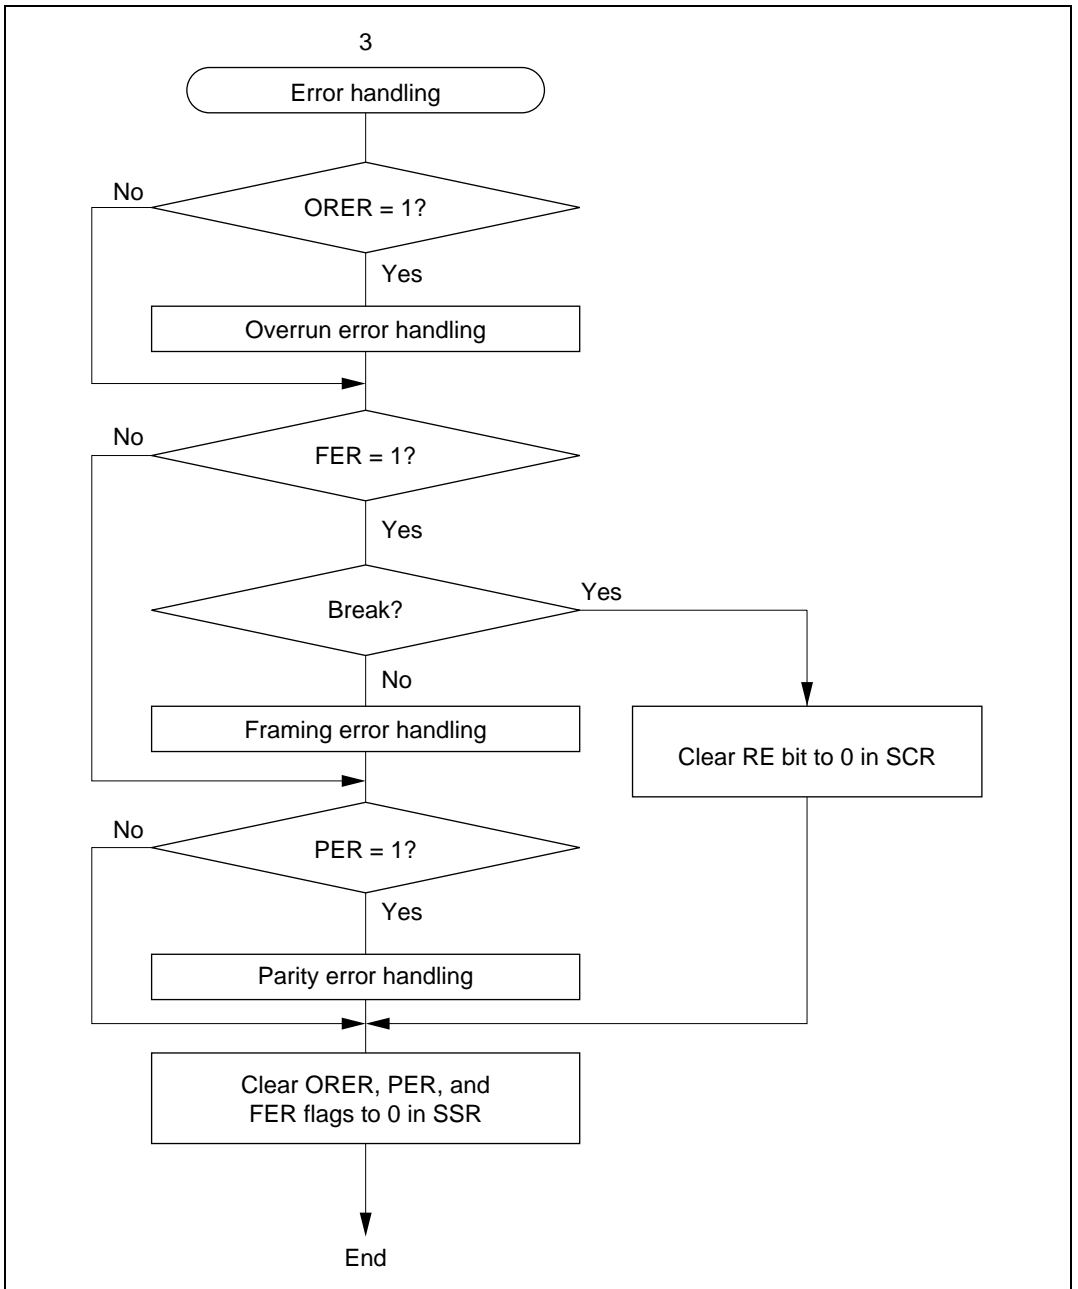 3
Error handling
No
ORER = 1?
Yes
Overrun error handling
No
FER = 1?
Yes
Break?
Yes
No
Framing error handling
Clear RE bit to 0 in SCR
No
PER = 1?
Yes
Parity error handling
Clear ORER, PER, and
FER flags to 0 in SSR
End